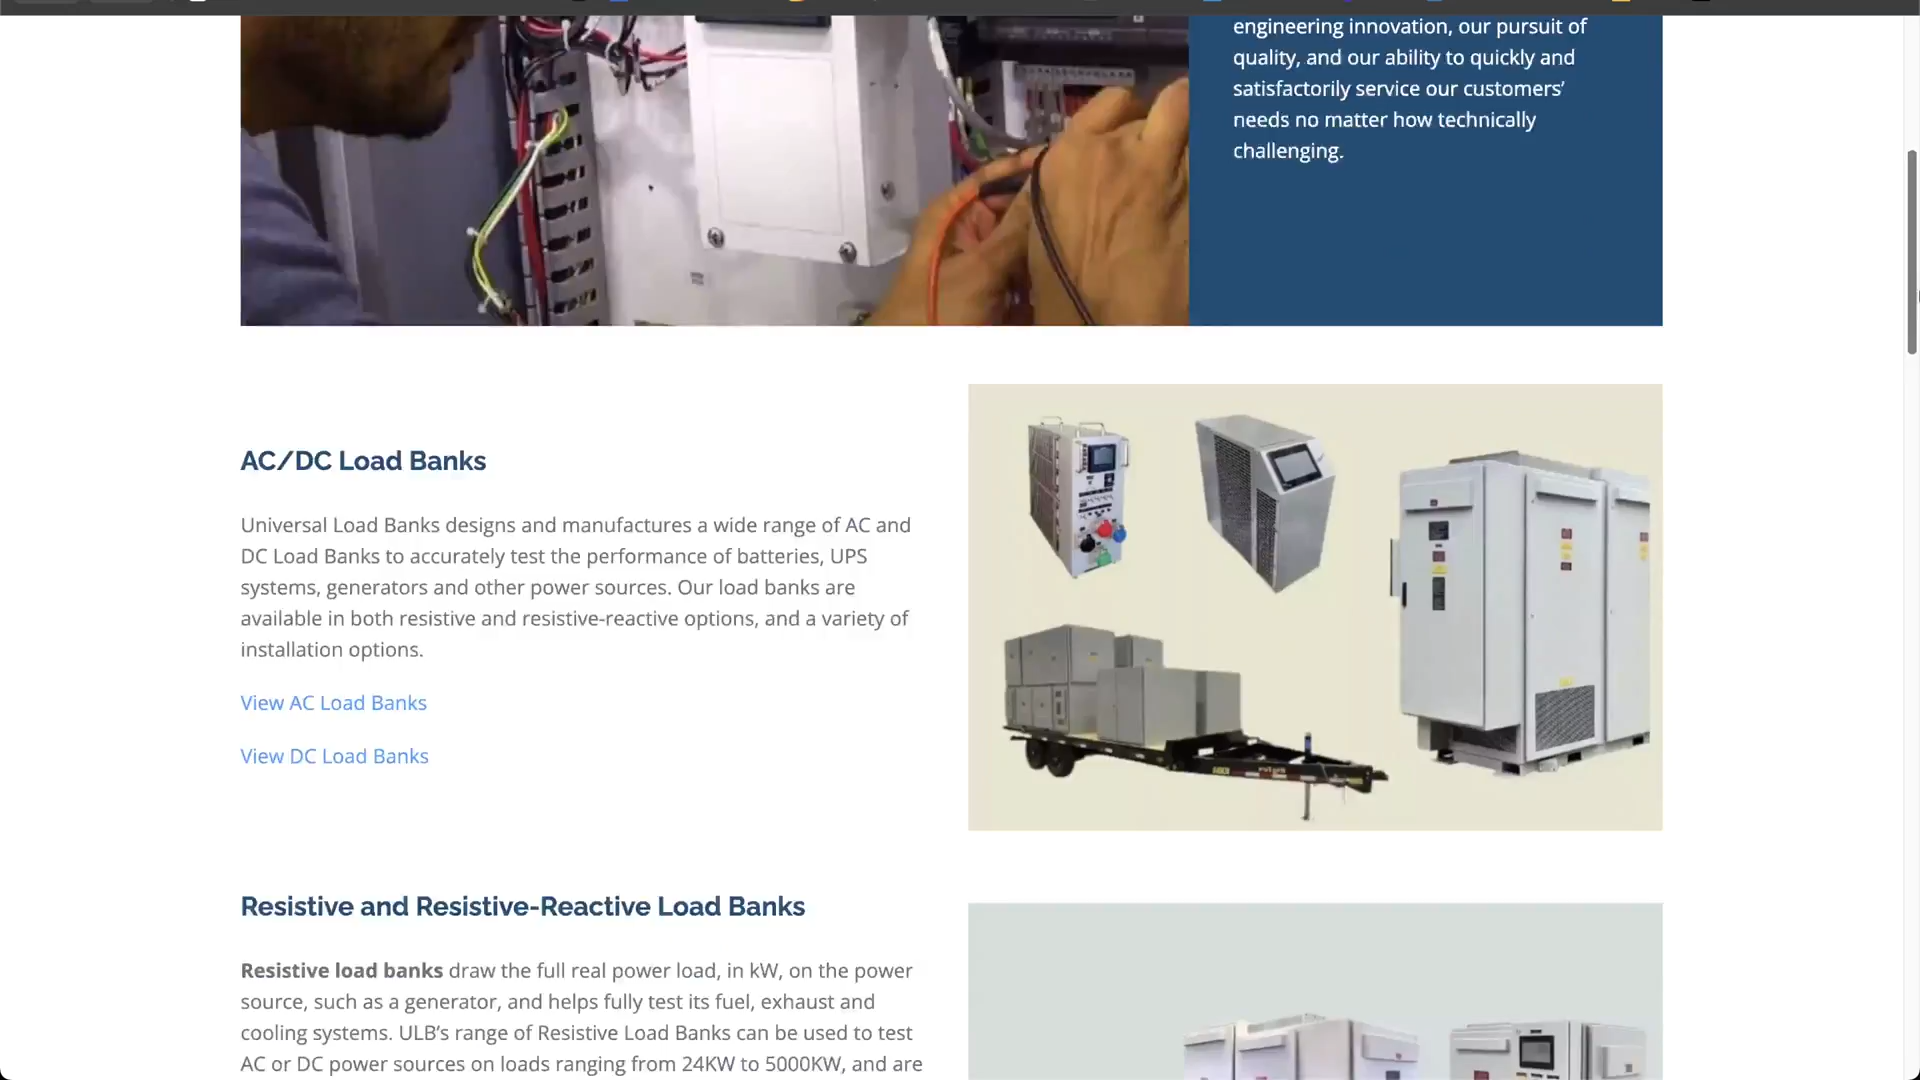 engineering innovation, our pursuit of
quality, and our ability to quickly and
satisfactorily service our customers’
needs no matter how technically
challenging.
AC/DC Load Banks
Universal Load Banks designs and manufactures a wide range of AC and
DC Load Banks to accurately test the performance of batteries, UPS
systems, generators and other power sources. Our load banks are
available in both resistive and resistive-reactive options, and a variety of
installation options.
View AC Load Banks
View DC Load Banks
Resistive and Resistive-Reactive Load Banks
Resistive load banks draw the full real power load, in kW, on the power
source, such as a generator, and helps fully test its fuel, exhaust and
cooling systems. ULB’s range of Resistive Load Banks can be used to test
AC or DC power sources on loads ranging from 24KW to 5000KW, and are